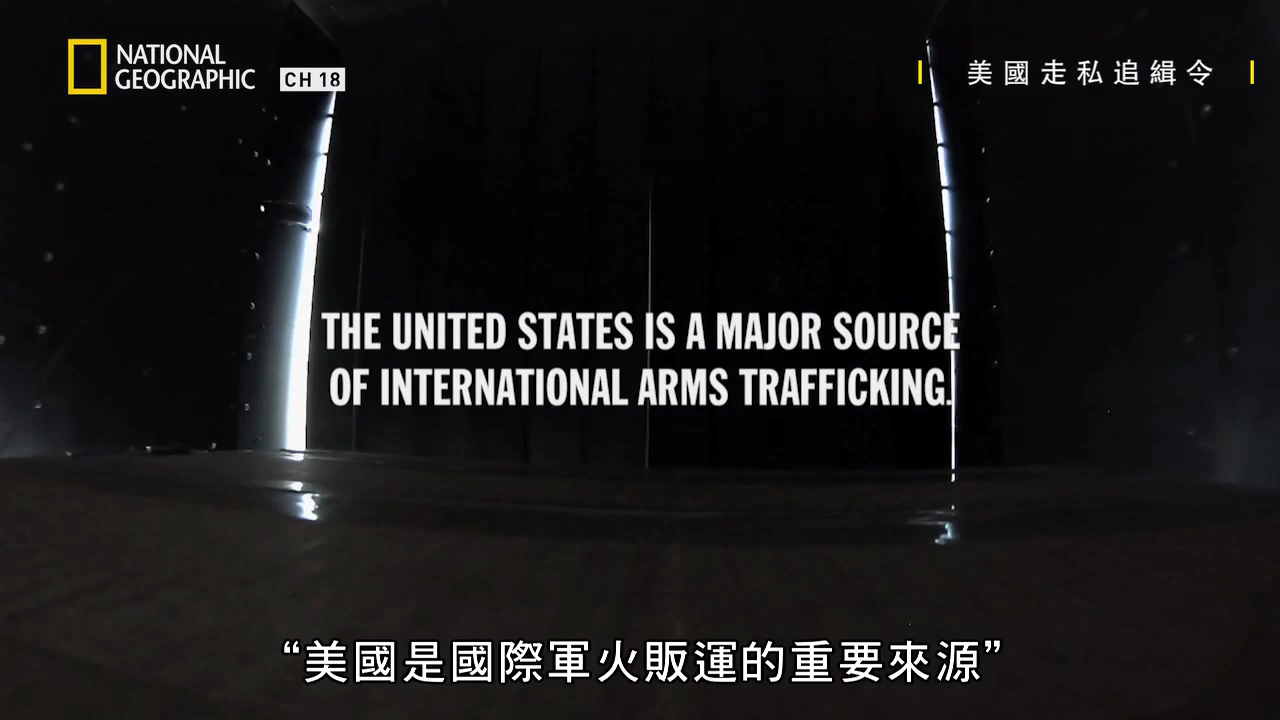 NATIONAL
GEOGRAPHIC
CH 18
美國走私追緝令
THE UNITED STATES IS A MAJOR SOURCE
OF INTERNATIONAL ARMS TRAFFICKING.
“美國是國際軍火販運的重要來源”